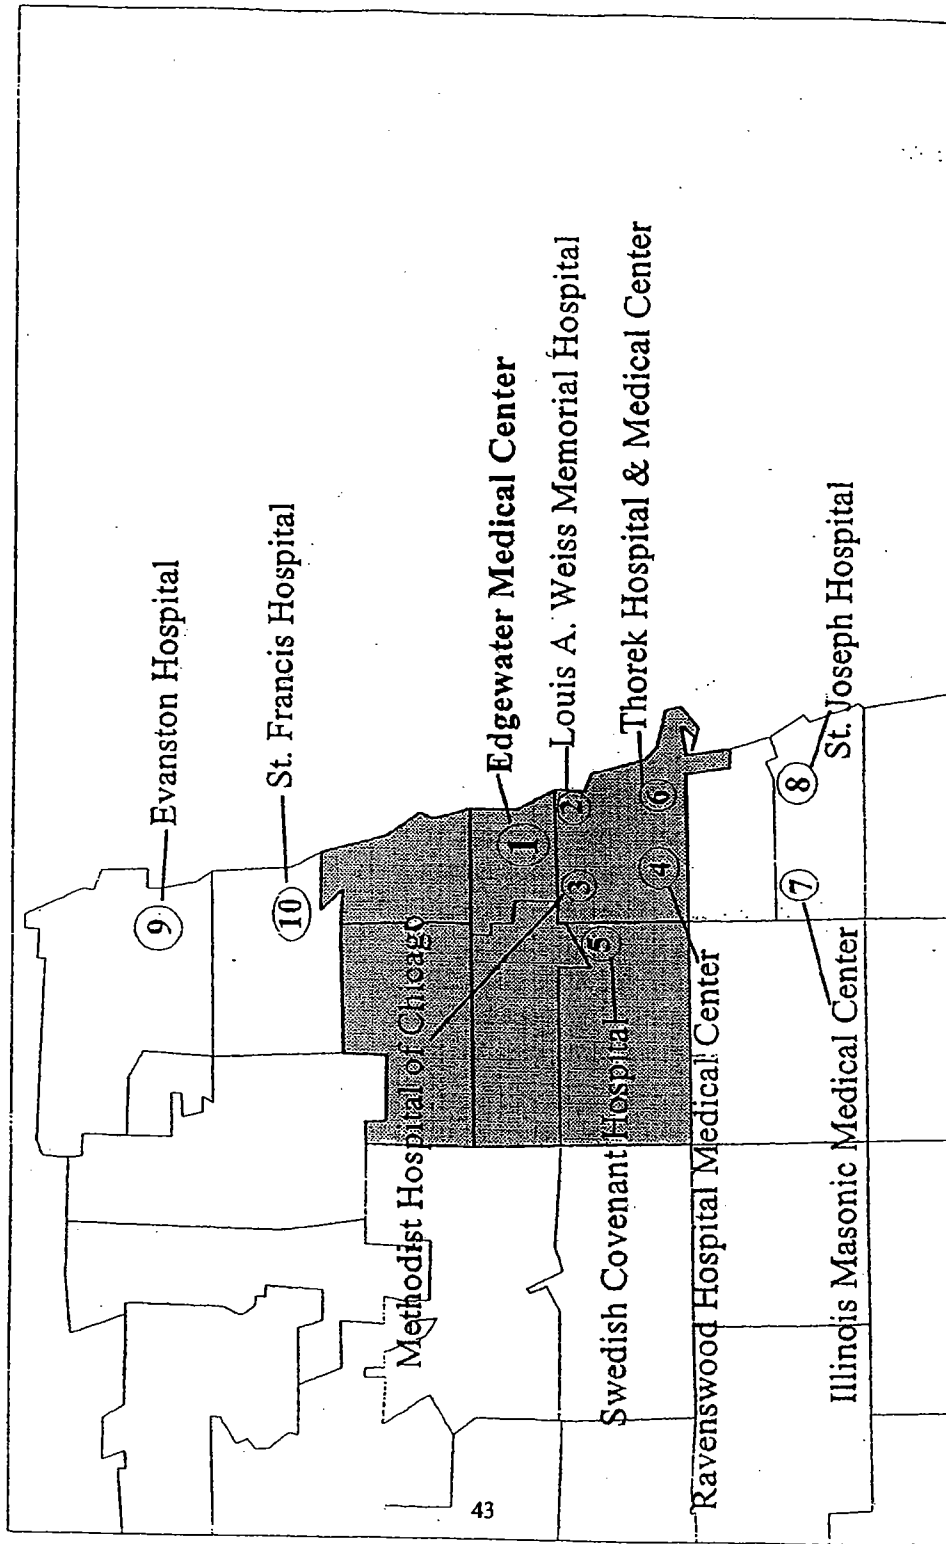 9
Evanston Hospital
10
St. Francis Hospital
Methodist Hospital of Chicago
1
Edgewater Medical Center
3
2
Louis A. Weiss Memorial Hospital
Swedish Covenant Hospital
5
4
6
Thorek Hospital & Medical Center
Ravenswood Hospital Medical Center
7
8
Illinois Masonic Medical Center
St. Joseph Hospital
43